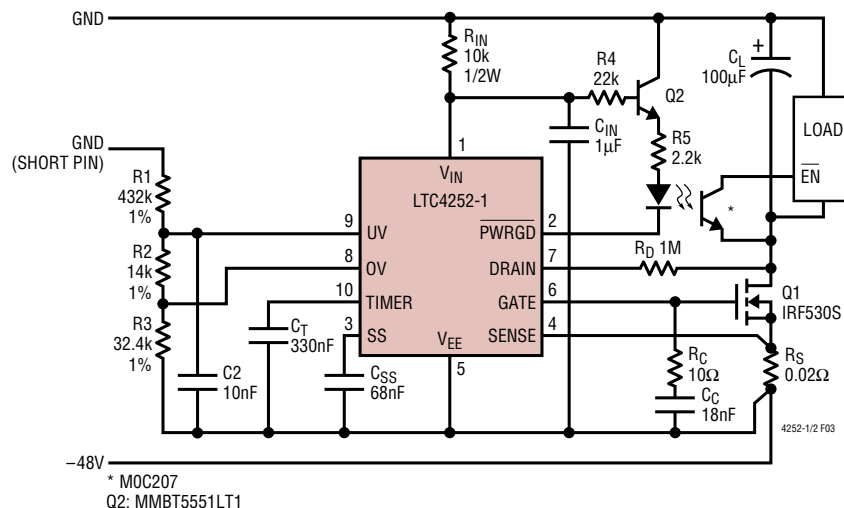 GND
R_IN
10k
1/2W
R4
22k
Q2
C_L
100µF
+
GND
(SHORT PIN)
C_IN
1µF
R5
2.2k
LOAD
EN
R1
432k
1%
1
V_IN
LTC4252-1
*
9
UV
PWRGD
2
R2
14k
1%
8
OV
DRAIN
7
R_D 1M
10
TIMER
GATE
6
Q1
IRF530S
R3
32.4k
1%
C_T
330nF
3
SS
V_EE
SENSE
4
5
C2
10nF
C_SS
68nF
R_C
10Ω
C_C
18nF
R_S
0.02Ω
4252-1/2 F03
−48V
* M0C207
Q2: MMBT5551LT1